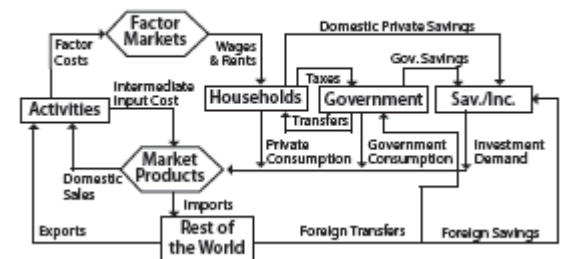 Domestic Private Savings
Factor
Markets
Factor
Costs
Wages
& Rents
Gov. Savings
Taxes
Intermediate
Input Cost
Households
Government
Sav./Inc.
Activities
Transfers
Private
Consumption
Government
Consumption
Investment
Demand
Market
Products
Domestic
Sales
Imports
Exports
Rest of
the World
Foreign Transfers
Foreign Savings